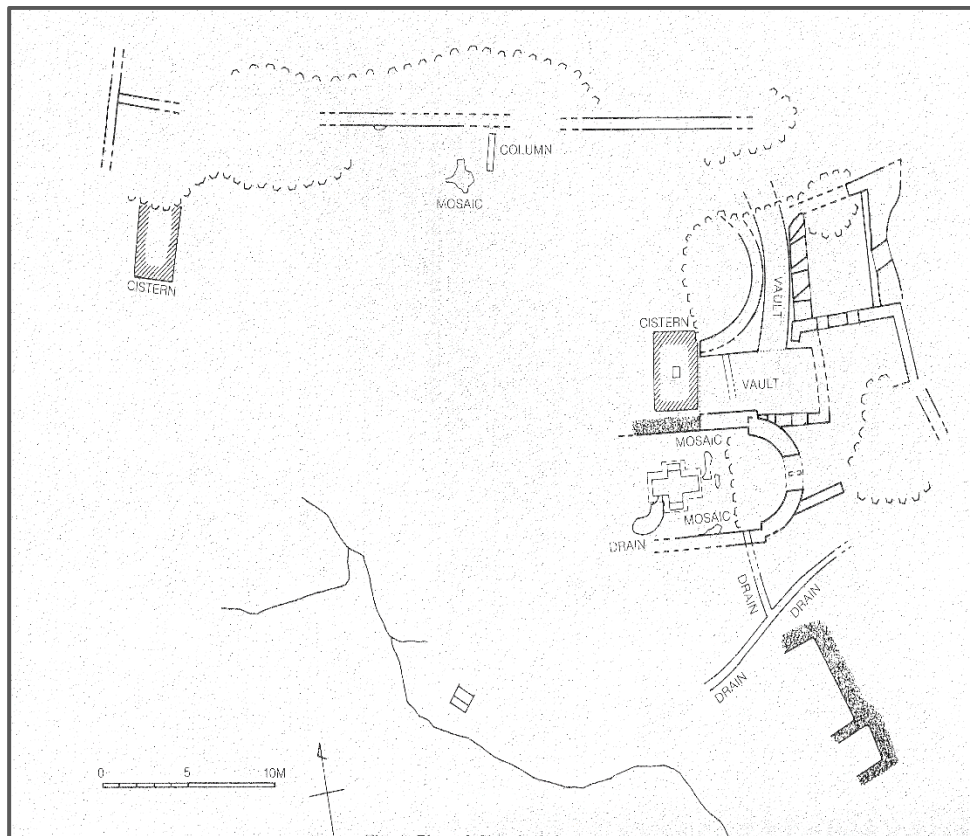 COLUMN
MOSAIC
CISTERN
VAULT
CISTERN
VAULT
MOSAIC
MOSAIC
DRAIN
DRAIN
DRAIN
DRAIN
0 5 10M